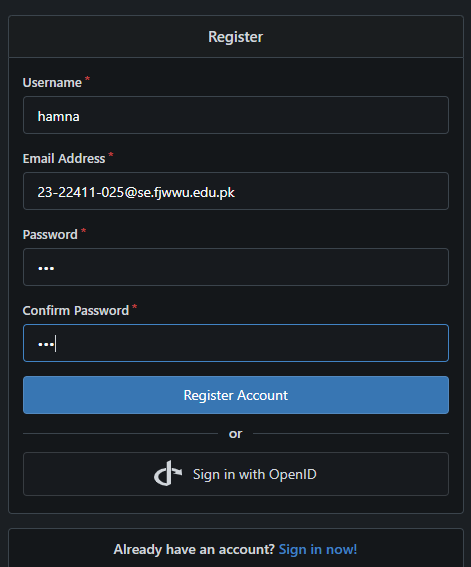 Register
Username *
hamna
Email Address *
23-22411-025@se.fjwwu.edu.pk
Password *
•••
Confirm Password *
•••
Register Account
or
Sign in with OpenID
Already have an account? Sign in now!